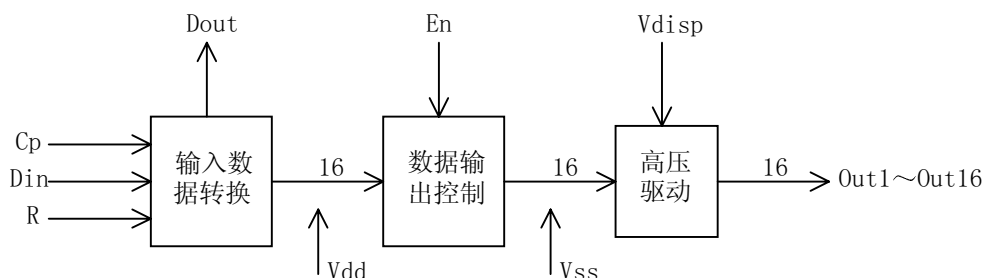 Dout
En
Vdisp
Cp
Din
R
输入数
据转换
16
数据输
出控制
16
高压
驱动
16
Out1～Out16
Vdd
Vss